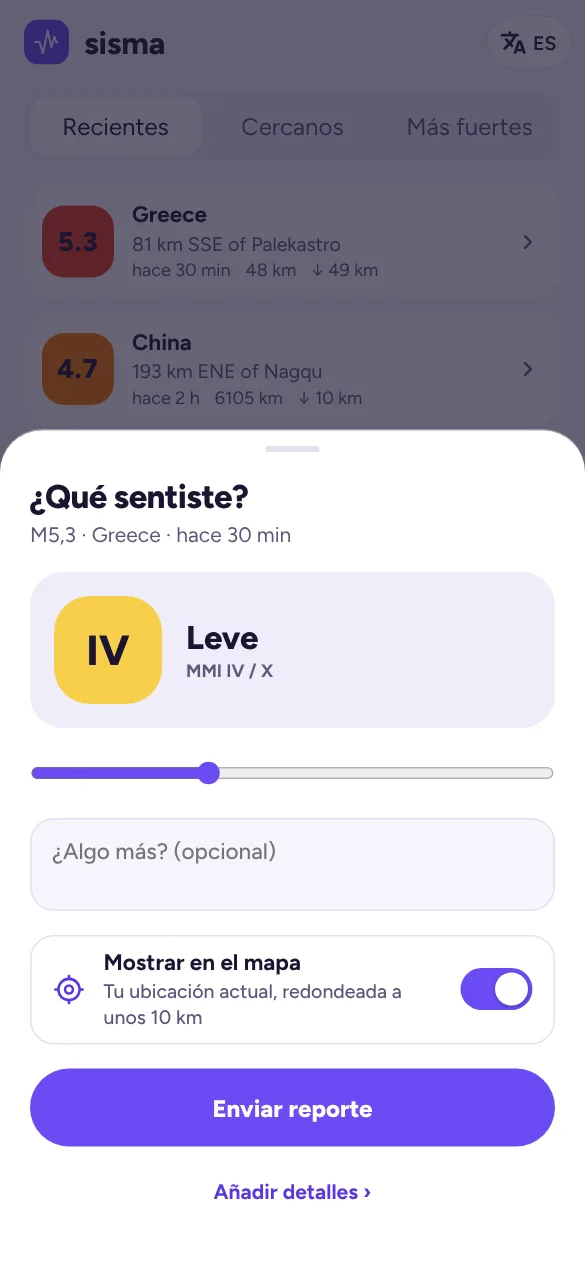 sisma
ES
Recientes
Cercanos
Más fuertes
5.3
Greece
81 km SSE of Palekastro
hace 30 min 48 km ↓ 49 km
4.7
China
193 km ENE of Nagqu
hace 2 h 6105 km ↓ 10 km
¿Qué sentiste?
M5,3 · Greece · hace 30 min
IV
Leve
MMI IV / X
¿Algo más? (opcional)
Mostrar en el mapa
Tu ubicación actual, redondeada a
unos 10 km
Enviar reporte
Añadir detalles ›